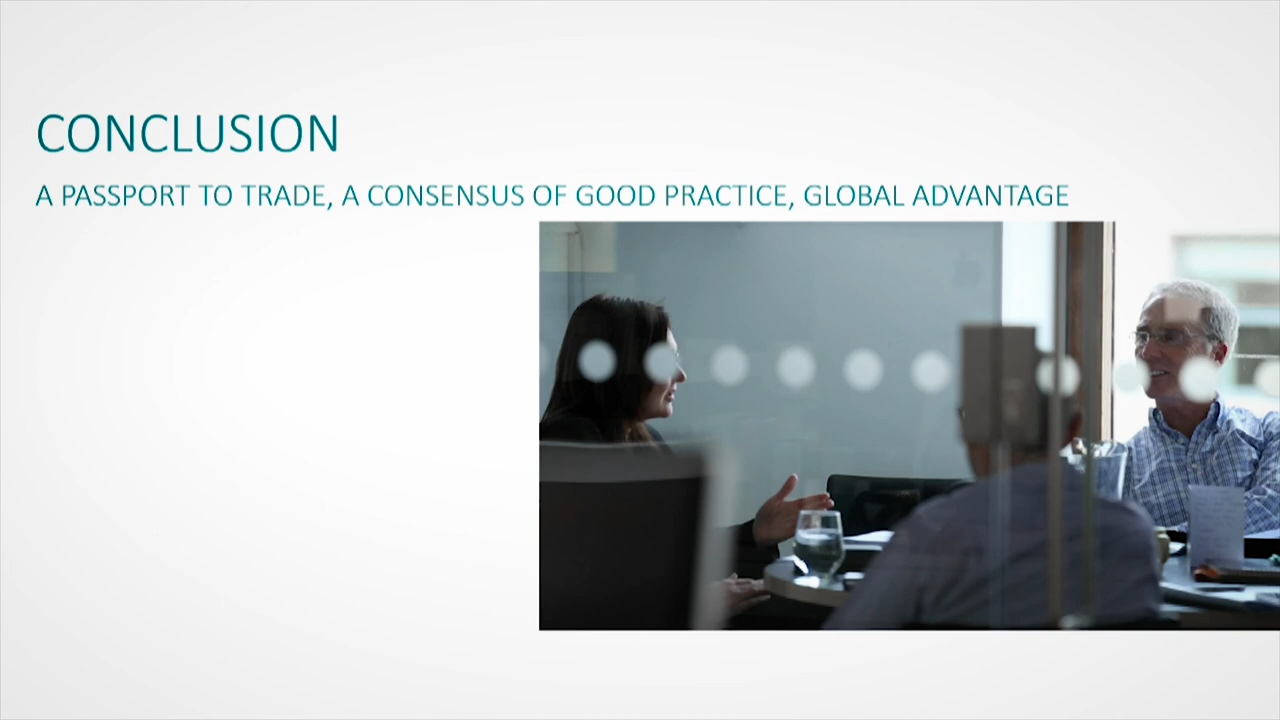 CONCLUSION
A PASSPORT TO TRADE, A CONSENSUS OF GOOD PRACTICE, GLOBAL ADVANTAGE